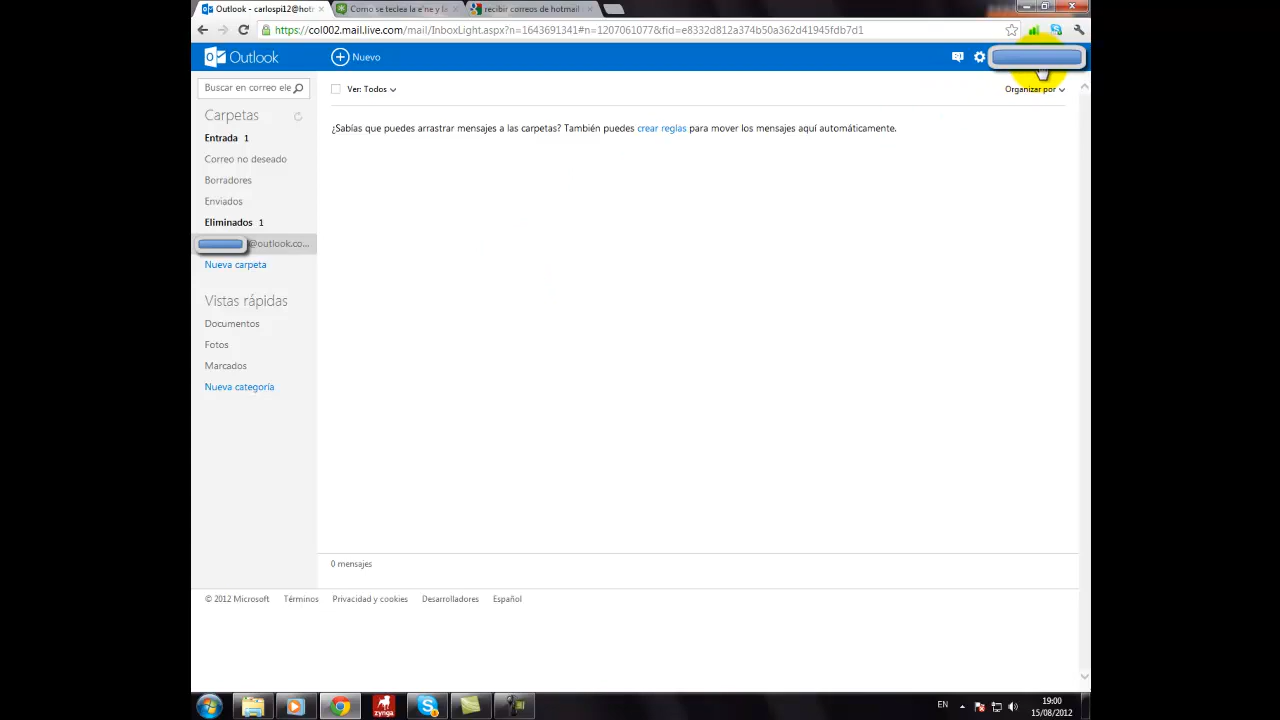 Outlook - carlospi12@hotr
Como se teclea la e ne y la
recibir correos de hotmail
https://col002.mail.live.com/mail/InboxLight.aspx?n=1643691341#n=1207061077&fid=e8332d812a374b50a362d41945fdb7d1
Outlook
Nuevo
Buscar en correo ele
Ver: Todos
Organizar por
Carpetas
¿Sabías que puedes arrastrar mensajes a las carpetas? También puedes crear reglas para mover los mensajes aquí automáticamente.
Entrada 1
Correo no deseado
Borradores
Enviados
Eliminados 1
@outlook.co...
Nueva carpeta
Vistas rápidas
Documentos
Fotos
Marcados
Nueva categoría
0 mensajes
© 2012 Microsoft Términos Privacidad y cookies Desarrolladores Español
zynga
EN
19:00
15/08/2012